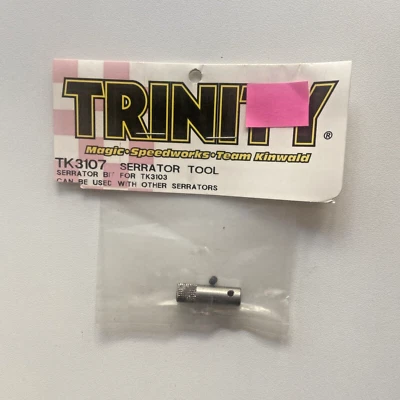 TRINITY®
Magic·Speedworks·Team Kinwald
TK3107 SERRATOR TOOL
SERRATOR BIT FOR TK3103
CAN BE USED WITH OTHER SERRATORS